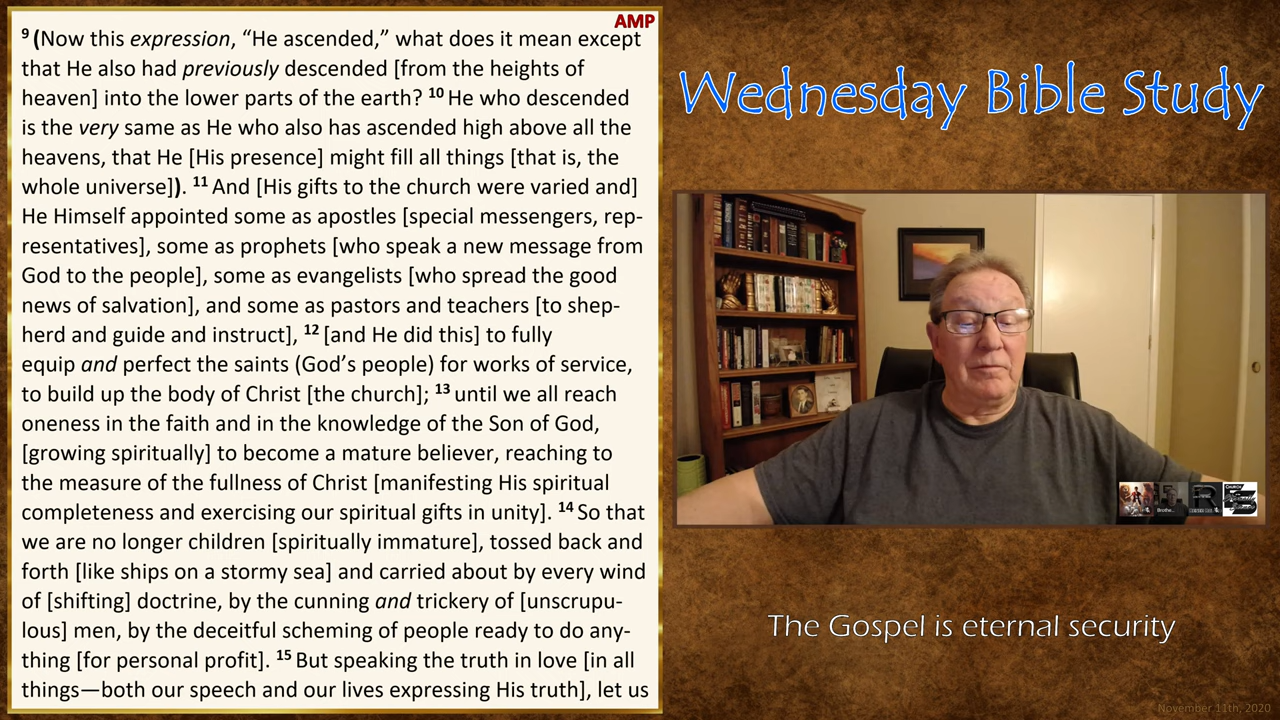 AMP
9 (Now this expression, “He ascended,” what does it mean except
that He also had previously descended [from the heights of
heaven] into the lower parts of the earth? 10 He who descended
is the very same as He who also has ascended high above all the
heavens, that He [His presence] might fill all things [that is, the
whole universe]). 11 And [His gifts to the church were varied and]
He Himself appointed some as apostles [special messengers, rep-
resentatives], some as prophets [who speak a new message from
God to the people], some as evangelists [who spread the good
news of salvation], and some as pastors and teachers [to shep-
herd and guide and instruct], 12 [and He did this] to fully
equip and perfect the saints (God’s people) for works of service,
to build up the body of Christ [the church]; 13 until we all reach
oneness in the faith and in the knowledge of the Son of God,
[growing spiritually] to become a mature believer, reaching to
the measure of the fullness of Christ [manifesting His spiritual
completeness and exercising our spiritual gifts in unity]. 14 So that
we are no longer children [spiritually immature], tossed back and
forth [like ships on a stormy sea] and carried about by every wind
of [shifting] doctrine, by the cunning and trickery of [unscrupu-
lous] men, by the deceitful scheming of people ready to do any-
thing [for personal profit]. 15 But speaking the truth in love [in all
things—both our speech and our lives expressing His truth], let us
Wednesday Bible Study
Brothe...
CHURCH
The Gospel is eternal security
November 11th, 2020